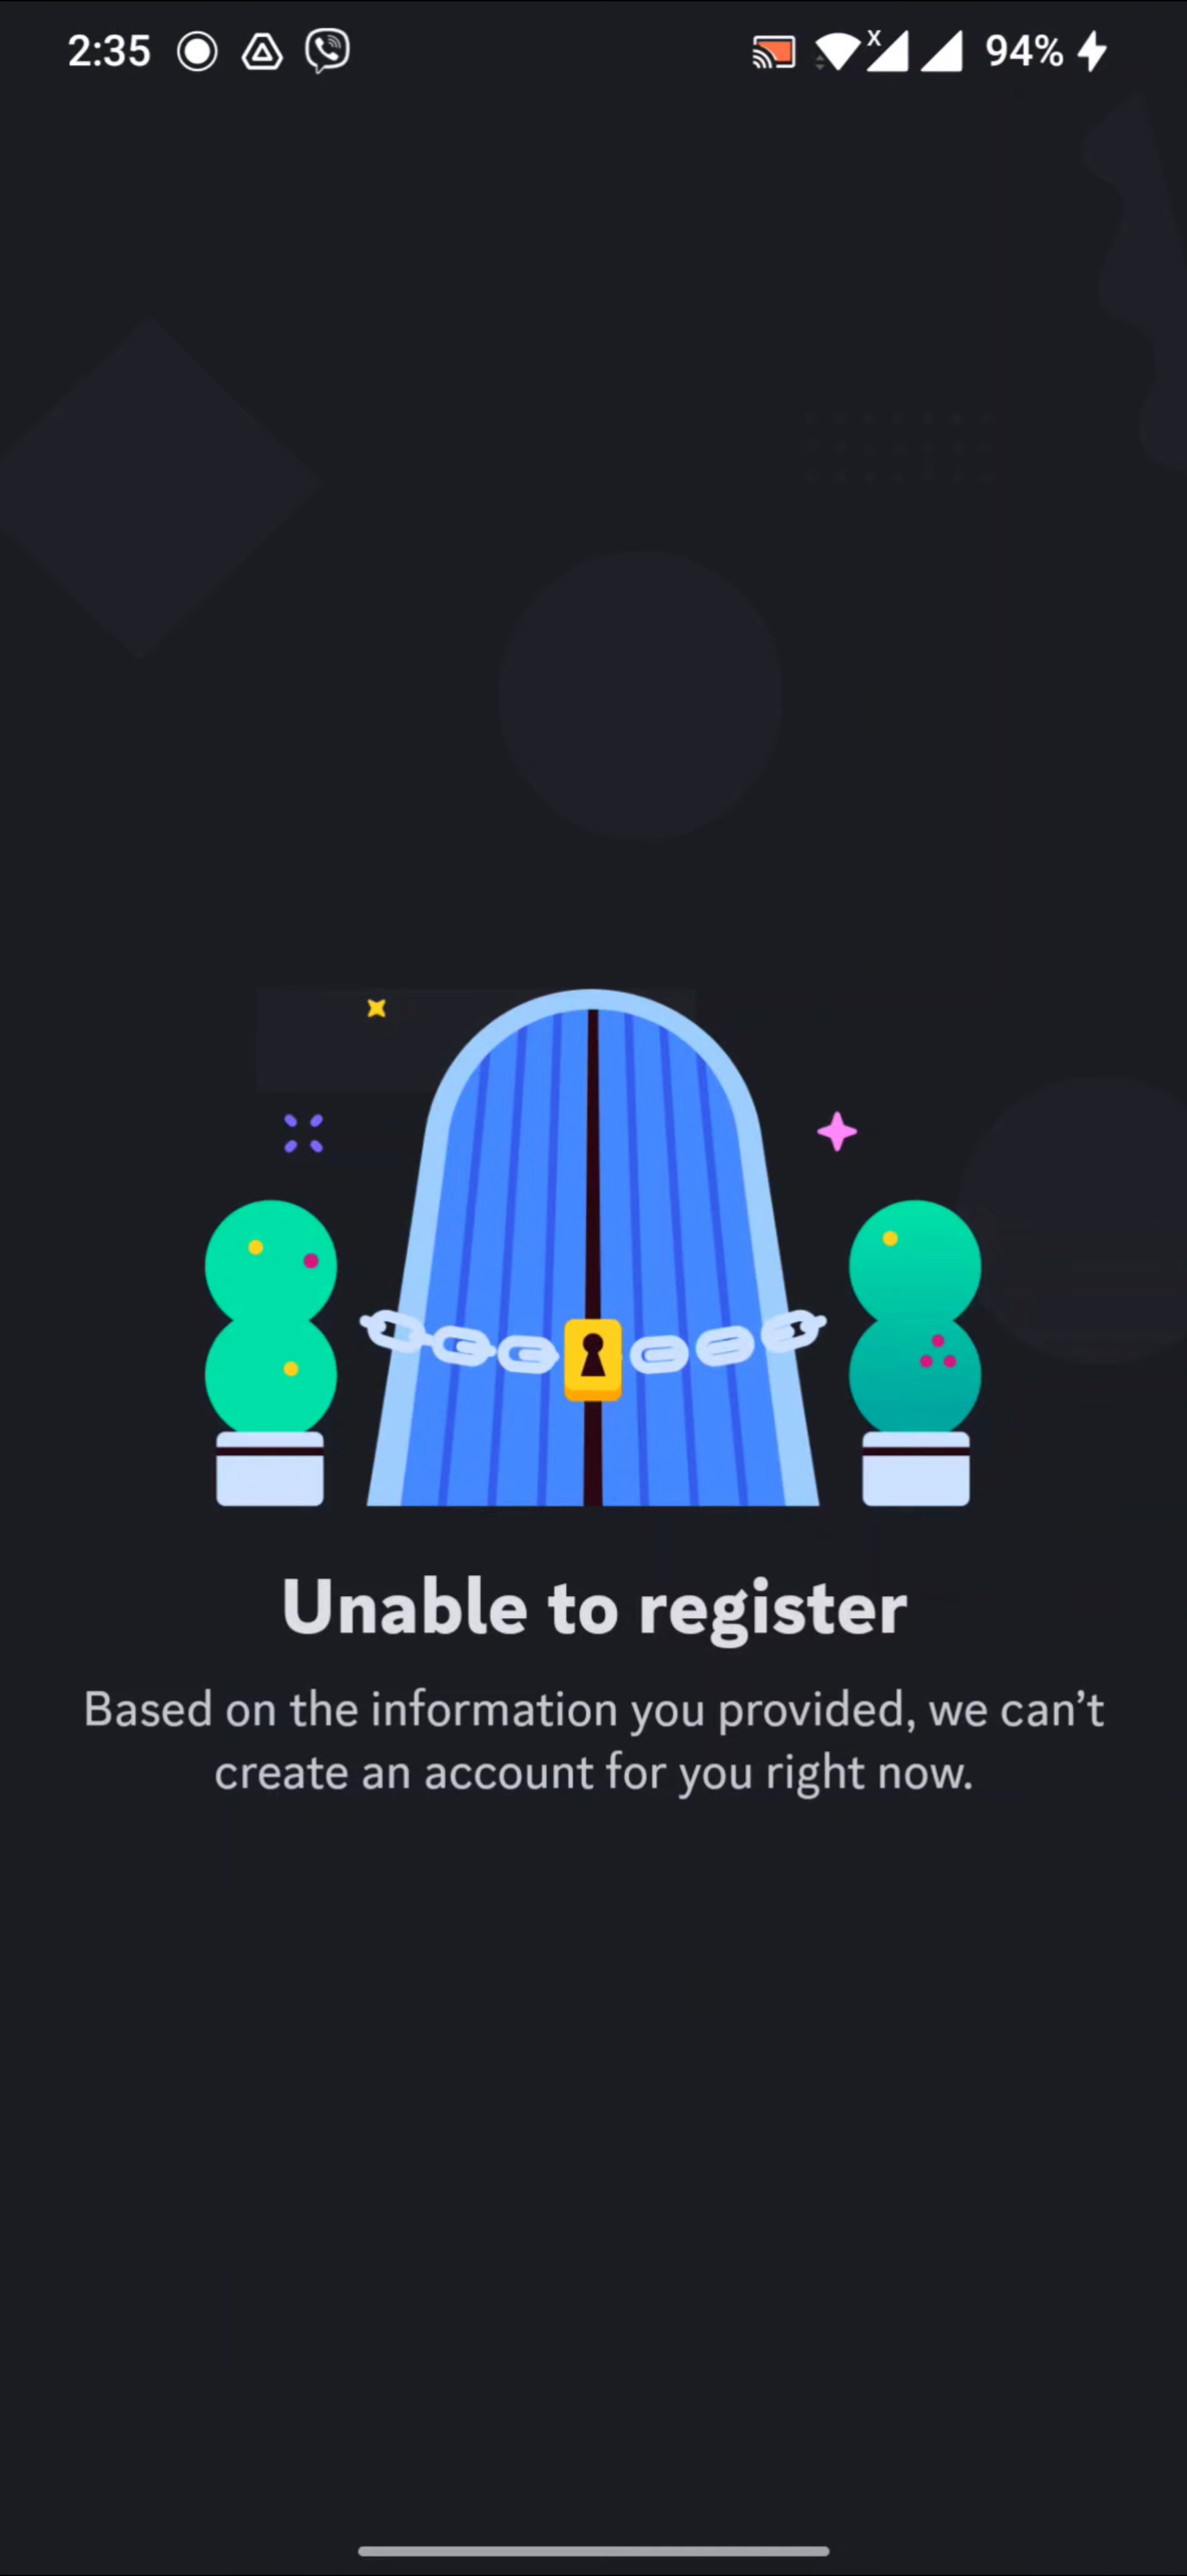 2:35 94%
Unable to register
Based on the information you provided, we can’t
create an account for you right now.